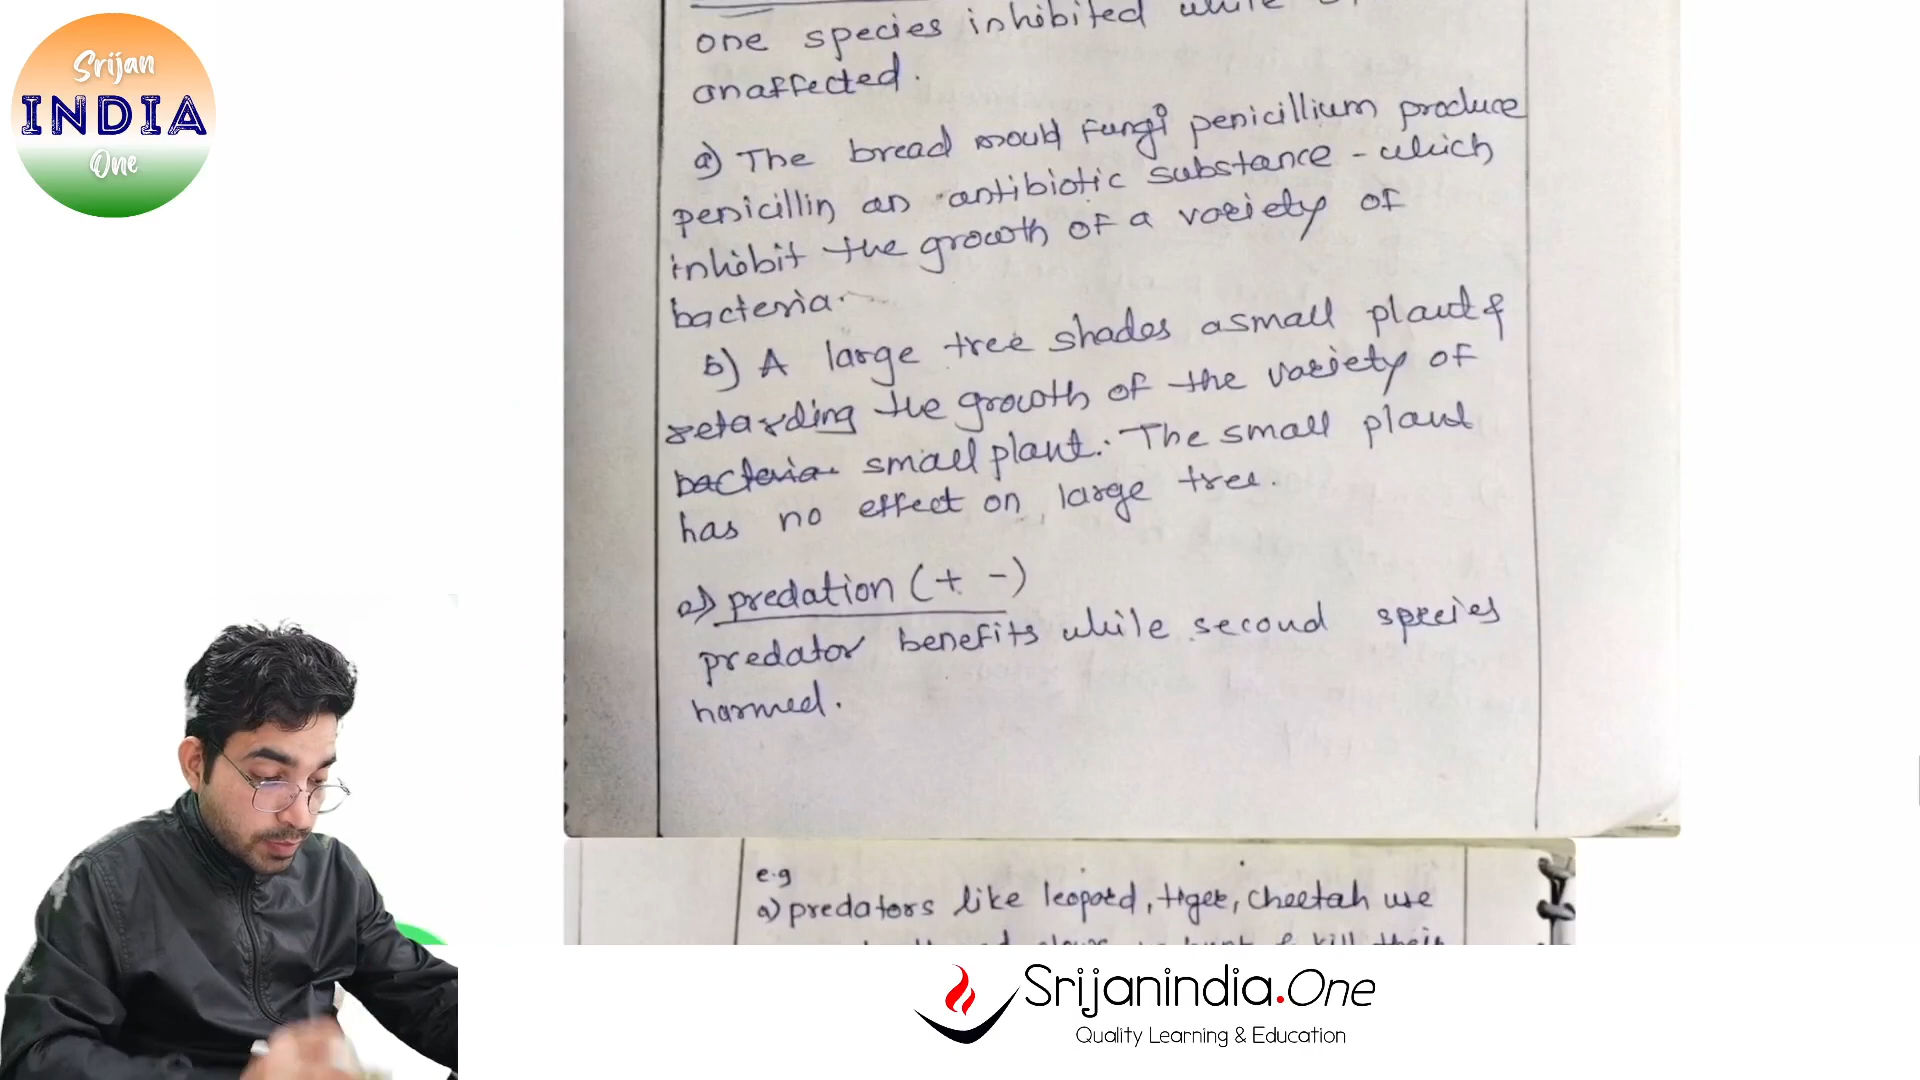 Srijan
INDIA
One
one species inhibited while
unaffected.
a) The bread mould Fungi penicillium produce
penicillin an antibiotic substance - which
inhibit the growth of a variety of
bacteria.
b) A large tree shades a small plant &
retarding the growth of the variety of
bacteria small plant. The small plant
has no effect on large tree.
a) predation (+ -)
predator benefits while second species
harmed.
e.g
a) predators like leopard, tiger, cheetah use
Srijanindia.One
Quality Learning & Education